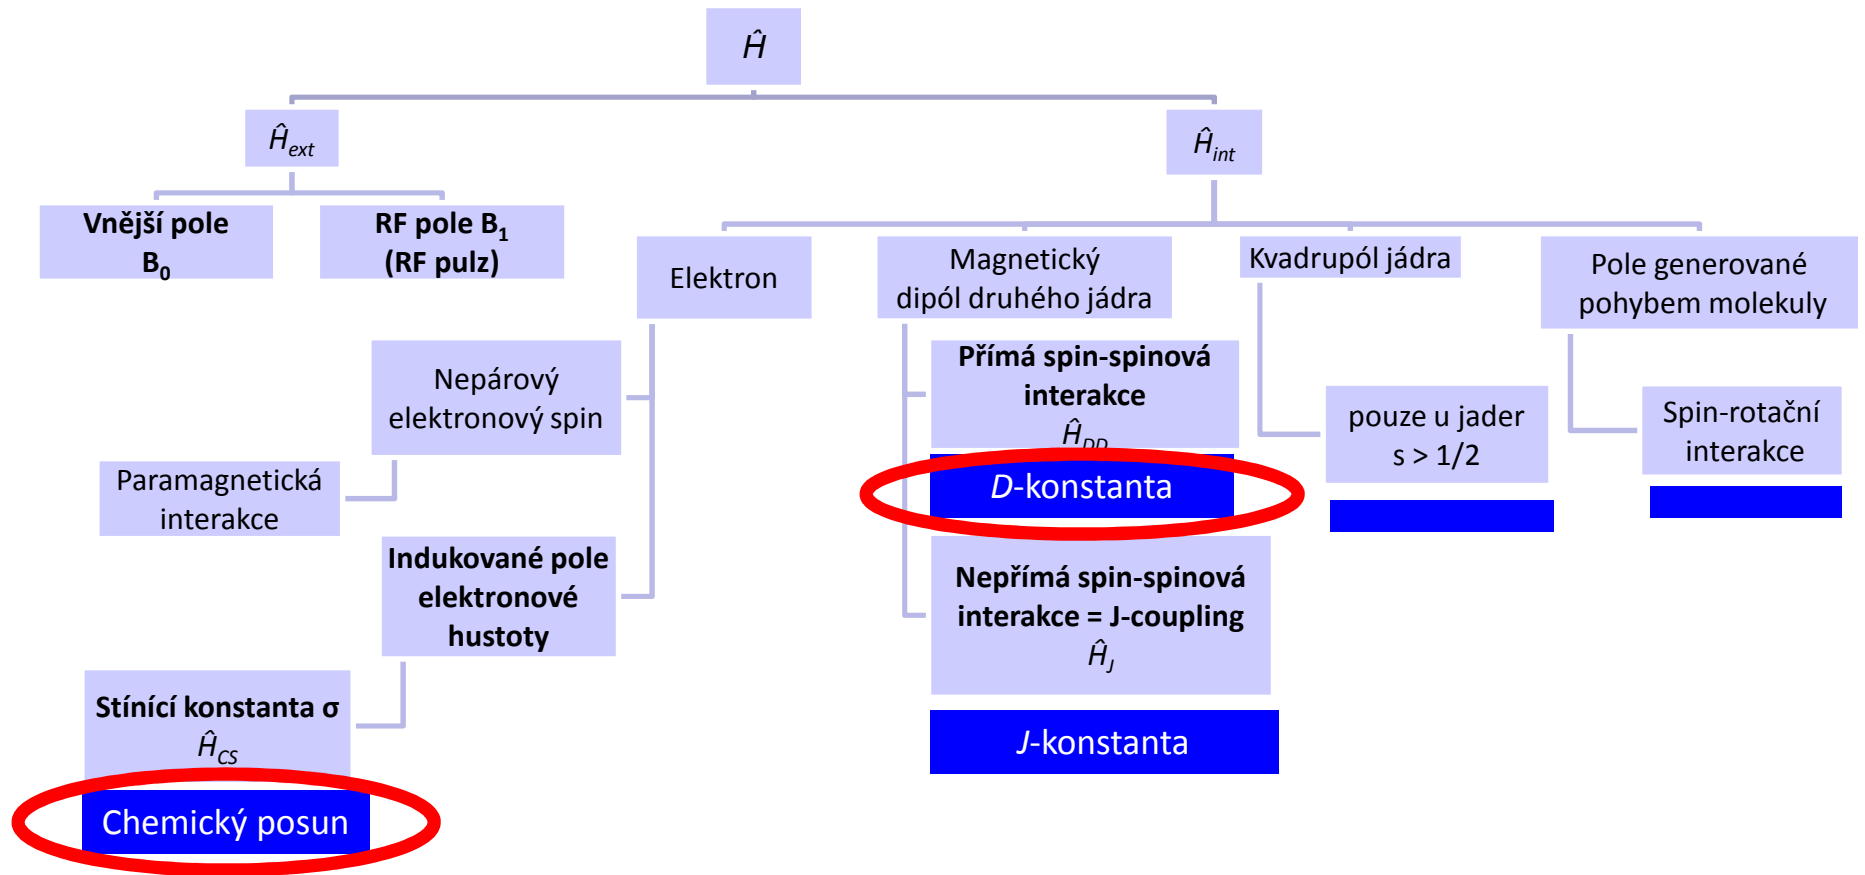 Ĥ
Ĥext
Ĥint
Vnější pole
B0
RF pole B1
(RF pulz)
Elektron
Magnetický
dipól druhého jádra
Kvadrupól jádra
Pole generované
pohybem molekuly
Nepárový
elektronový spin
Paramagnetická
interakce
Indukované pole
elektronové
hustoty
Stínící konstanta σ
ĤCS
Chemický posun
Přímá spin-spinová
interakce
ĤDD
D-konstanta
Nepřímá spin-spinová
interakce = J-coupling
ĤJ
J-konstanta
pouze u jader
s > 1/2
Spin-rotační
interakce